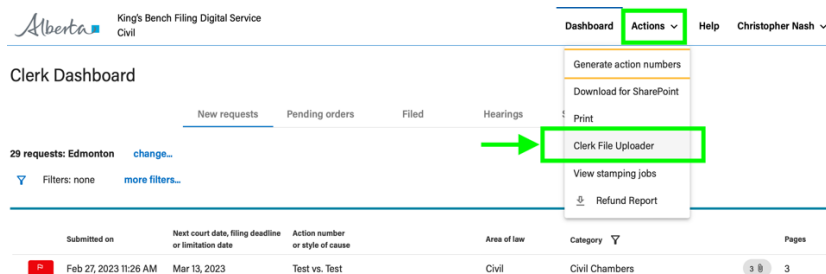 Alberta
King's Bench Filing Digital Service
Civil
Dashboard Actions Help Christopher Nash
Clerk Dashboard
Generate action numbers
Download for SharePoint
Print
Clerk File Uploader
View stamping jobs
Refund Report
New requests Pending orders Filed Hearings
29 requests: Edmonton change...
Filters: none more filters...
Submitted on Next court date, filing deadline or limitation date Action number or style of cause Area of law Category Pages
Feb 27, 2023 11:26 AM Mar 13, 2023 Test vs. Test Civil Civil Chambers 3 3